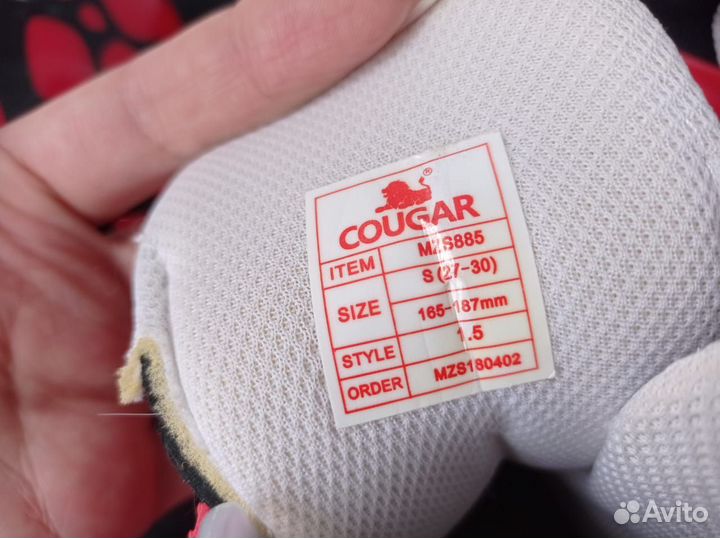 ®
COUGAR
ITEM MZS885
SIZE S (27-30)
165-187mm
STYLE 1.5
ORDER MZS180402
Avito